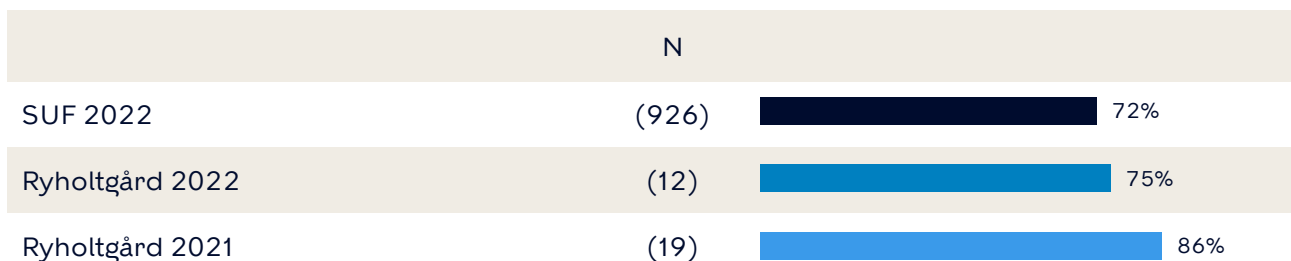 N
SUF 2022 (926) 72%
Ryholtgård 2022 (12) 75%
Ryholtgård 2021 (19) 86%